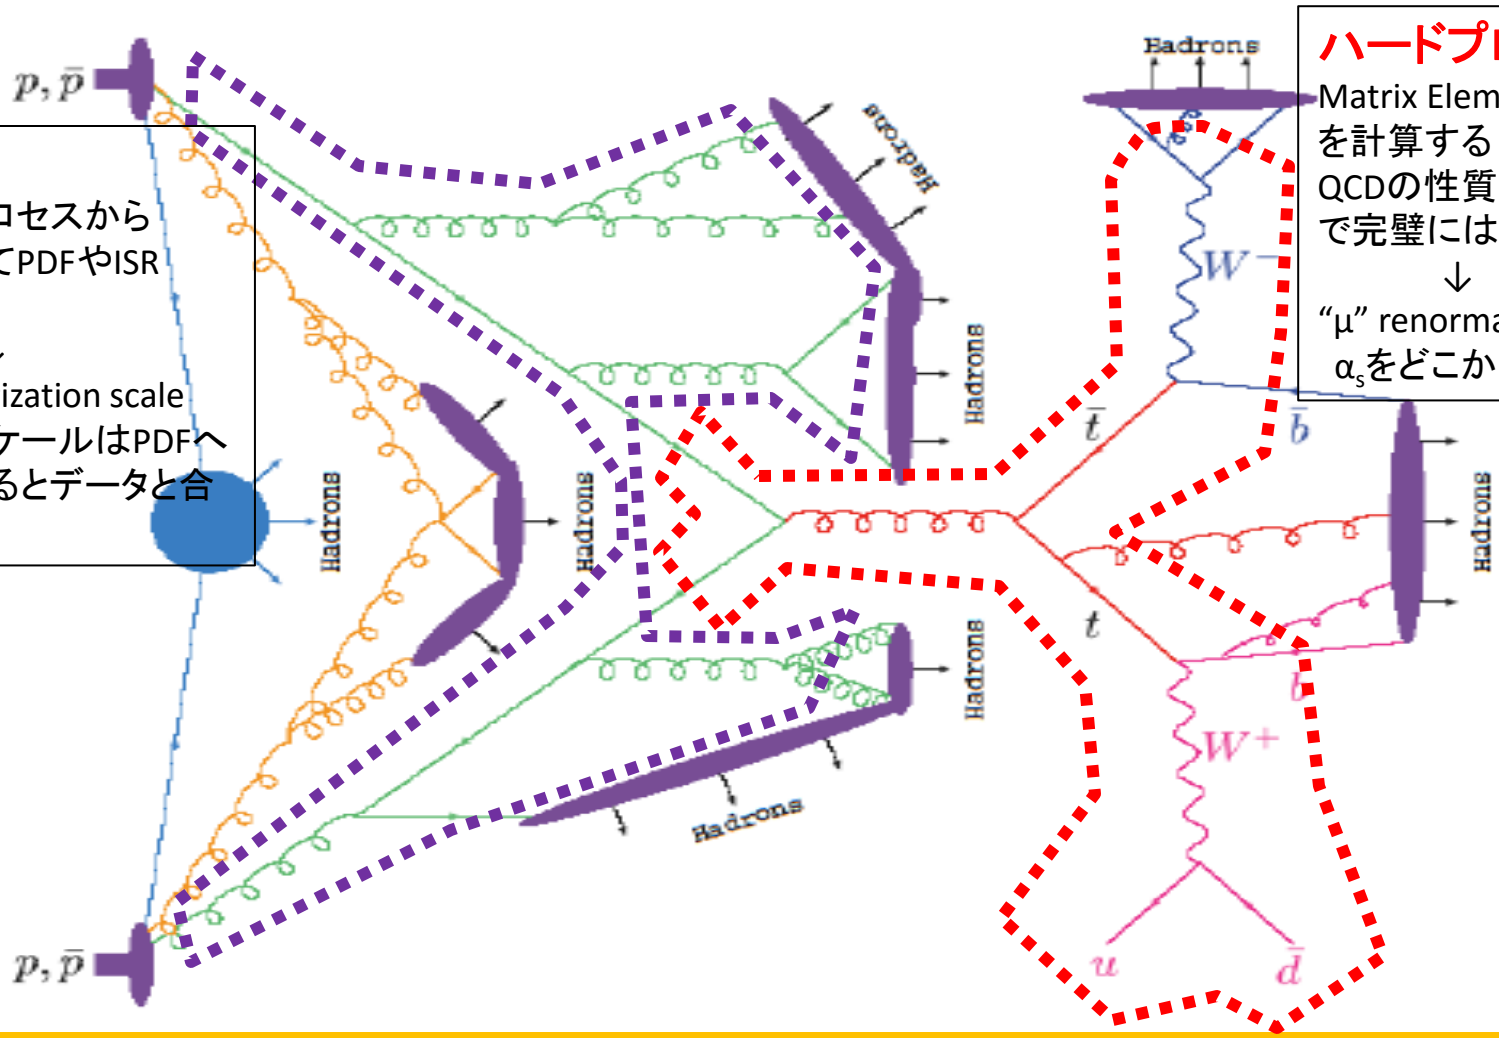 p, p̄
ロセスから
てPDFやISR
ization scale
ケールはPDFへ
るとデータと合
Hadrons
Hadrons
Hadrons
Hadrons
Hadrons
Hadrons
Hadrons
Hadrons
p, p̄
W⁻
t̄
b̄
t
b
W⁺
u
d̄
ハードプロ
Matrix Elem
を計算する
QCDの性質
で完璧には
↓
“μ” renorma
αₛをどこか